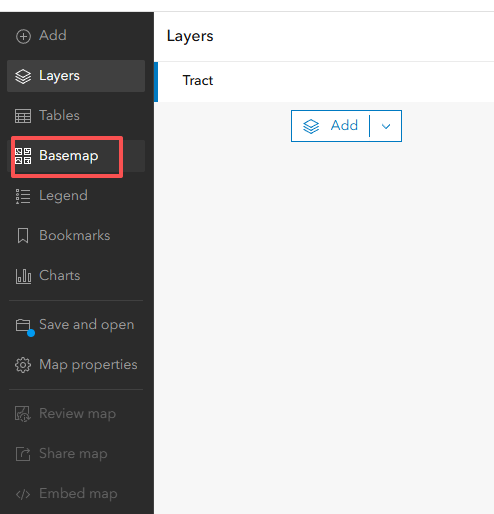 Add
Layers
Tables
Basemap
Legend
Bookmarks
Charts
Save and open
Map properties
Review map
Share map
Embed map
Layers
Tract
Add